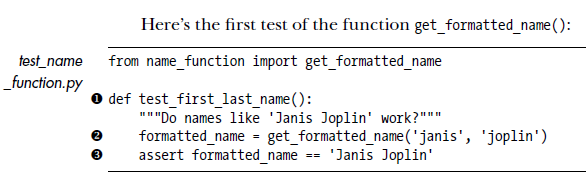 Here's the first test of the function get_formatted_name():
test_name
_function.py
from name_function import get_formatted_name
❶ def test_first_last_name():
"""Do names like 'Janis Joplin' work?"""
❷ formatted_name = get_formatted_name('janis', 'joplin')
❸ assert formatted_name == 'Janis Joplin'